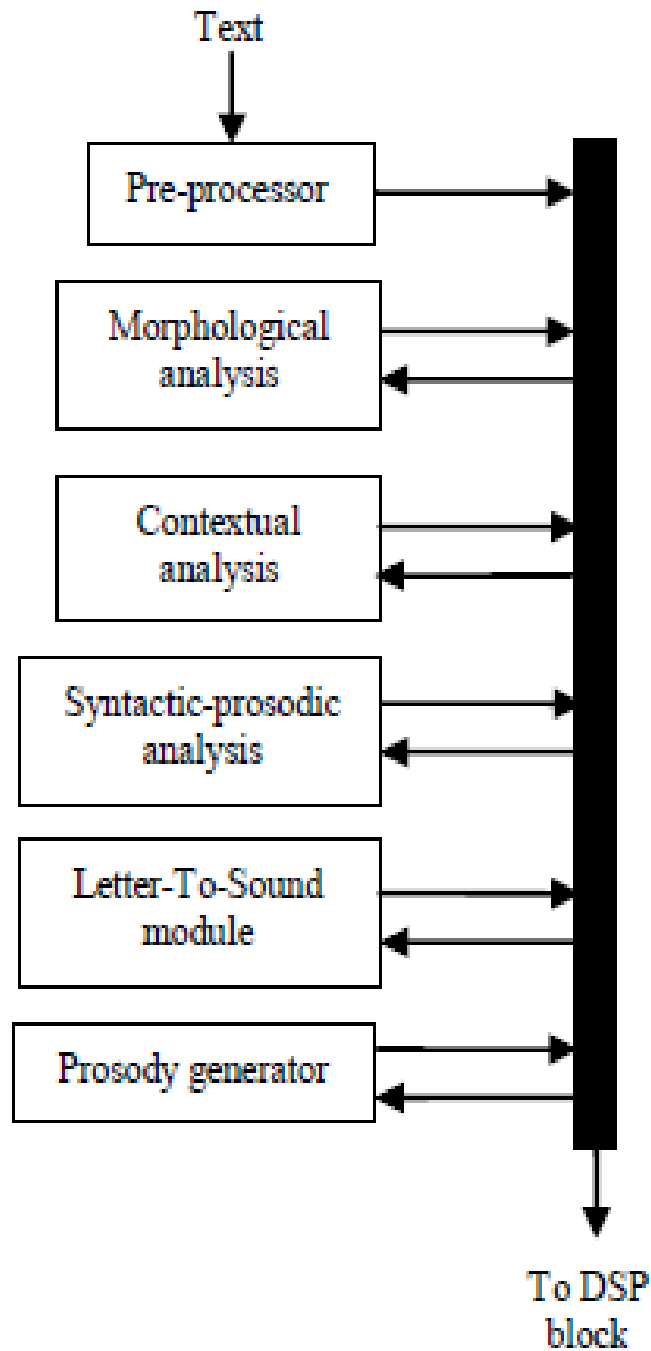 Text
Pre-processor
Morphological
analysis
Contextual
analysis
Syntactic-prosodic
analysis
Letter-To-Sound
module
Prosody generator
To DSP
block